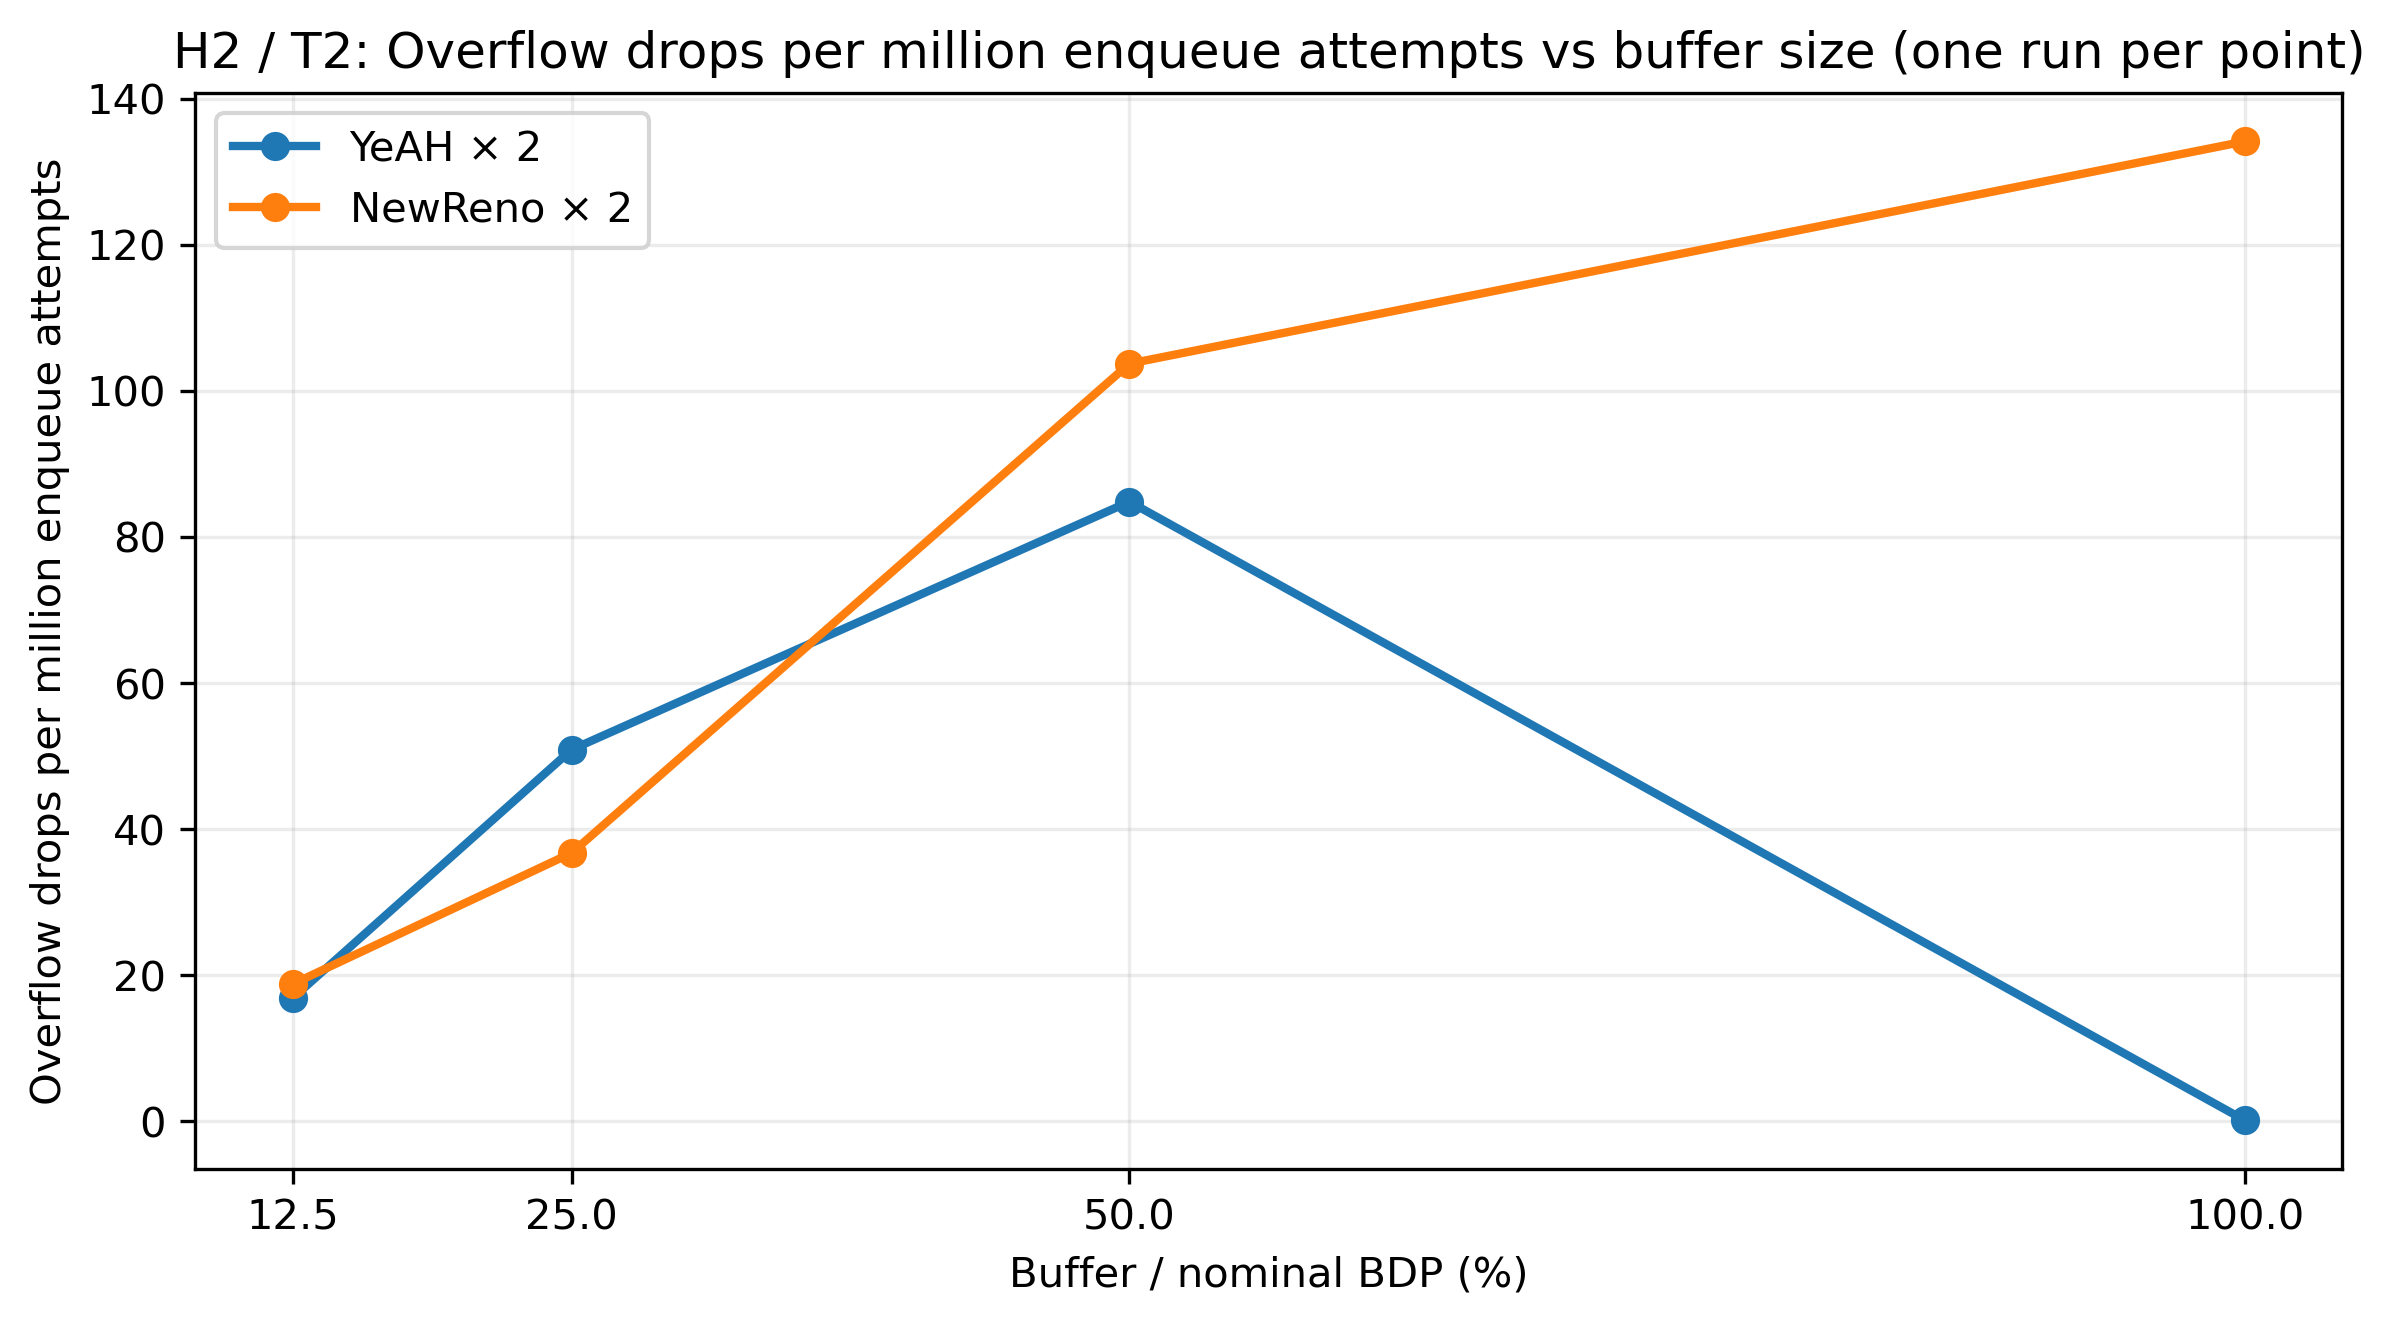 H2 / T2: Overflow drops per million enqueue attempts vs buffer size (one run per point)
YeAH × 2
NewReno × 2
Overflow drops per million enqueue attempts
140
120
100
80
60
40
20
0
12.5 25.0 50.0 100.0
Buffer / nominal BDP (%)